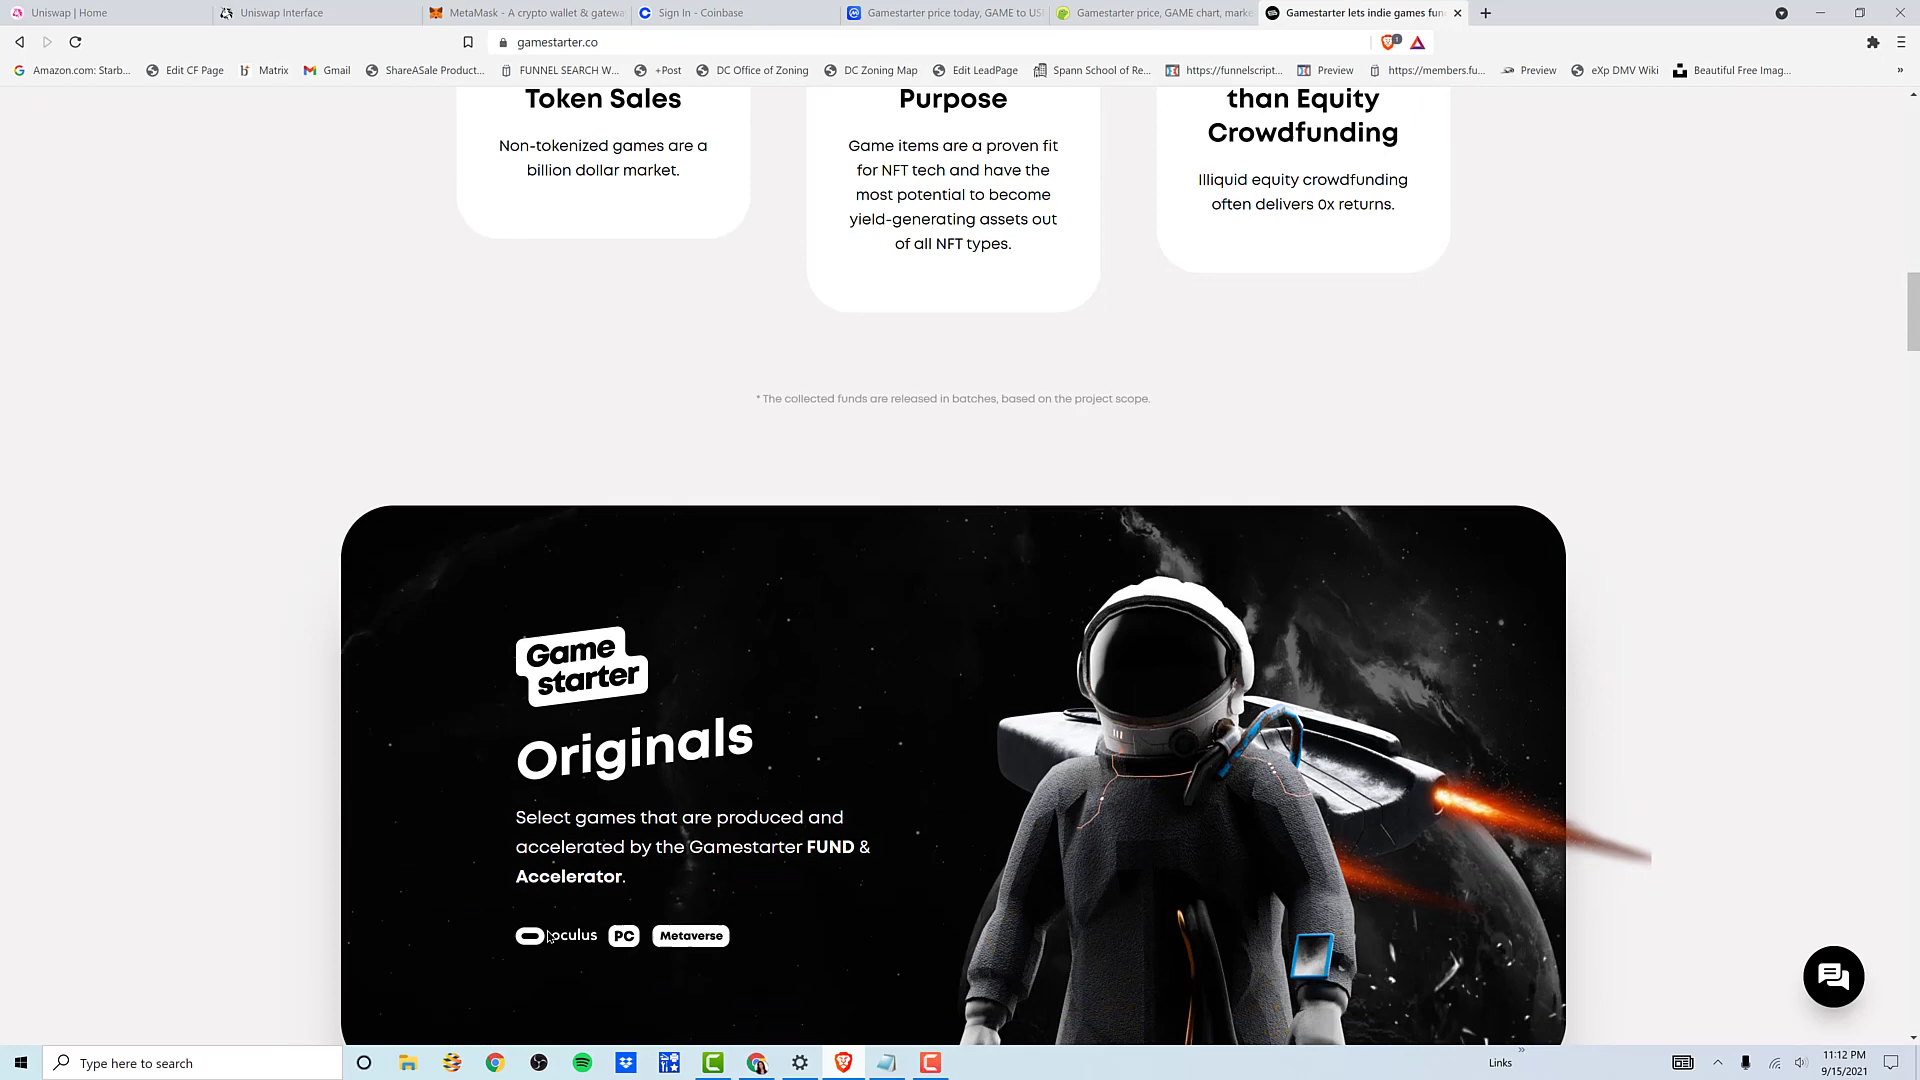 Uniswap | Home
Uniswap Interface
MetaMask - A crypto wallet & gatewa
Sign In - Coinbase
Gamestarter price today, GAME to US
Gamestarter price, GAME chart, marke
Gamestarter lets indie games fun
gamestarter.co
1
Amazon.com: Starb...
Edit CF Page
Matrix
Gmail
ShareASale Product...
FUNNEL SEARCH W...
+Post
DC Office of Zoning
DC Zoning Map
Edit LeadPage
Spann School of Re...
https://funnelscript...
Preview
https://members.fu...
Preview
eXp DMV Wiki
Beautiful Free Imag...
Token Sales
Non-tokenized games are a
billion dollar market.
Purpose
Game items are a proven fit
for NFT tech and have the
most potential to become
yield-generating assets out
of all NFT types.
than Equity
Crowdfunding
Illiquid equity crowdfunding
often delivers 0x returns.
* The collected funds are released in batches, based on the project scope.
Game
starter
Originals
Select games that are produced and
accelerated by the Gamestarter FUND &
Accelerator.
oculus
PC
Metaverse
Type here to search
Links
11:12 PM
9/15/2021